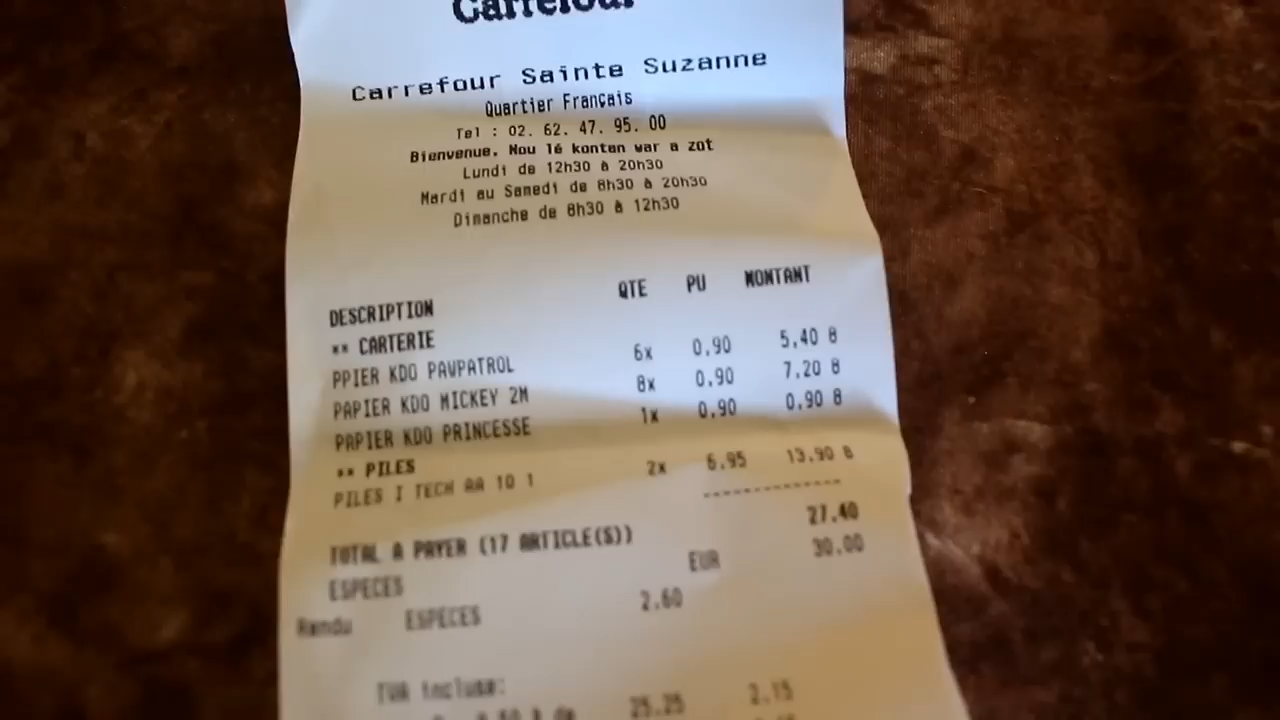 Carrefour
Carrefour Sainte Suzanne
Quartier Français
Tel : 02. 62. 47. 95. 00
Bienvenue. Nou lé kontan war a zot
Lundi de 12h30 à 20h30
Mardi au Samedi de 8h30 à 20h30
Dimanche de 8h30 à 12h30
DESCRIPTION QTE PU MONTANT
** CARTERIE
PPIER KDO PAWPATROL 6x 0.90 5.40 8
PAPIER KDO MICKEY 2M 8x 0.90 7.20 8
PAPIER KDO PRINCESSE 1x 0.90 0.90 8
** PILES
PILES I TECH AA 10 1 2x 6.95 13.90 8
------------
TOTAL A PAYER (17 ARTICLE(S)) 27.40
ESPECES EUR 30.00
Rendu ESPECES 2.60
TVA incluse:
8.50 % de 25.25 2.15